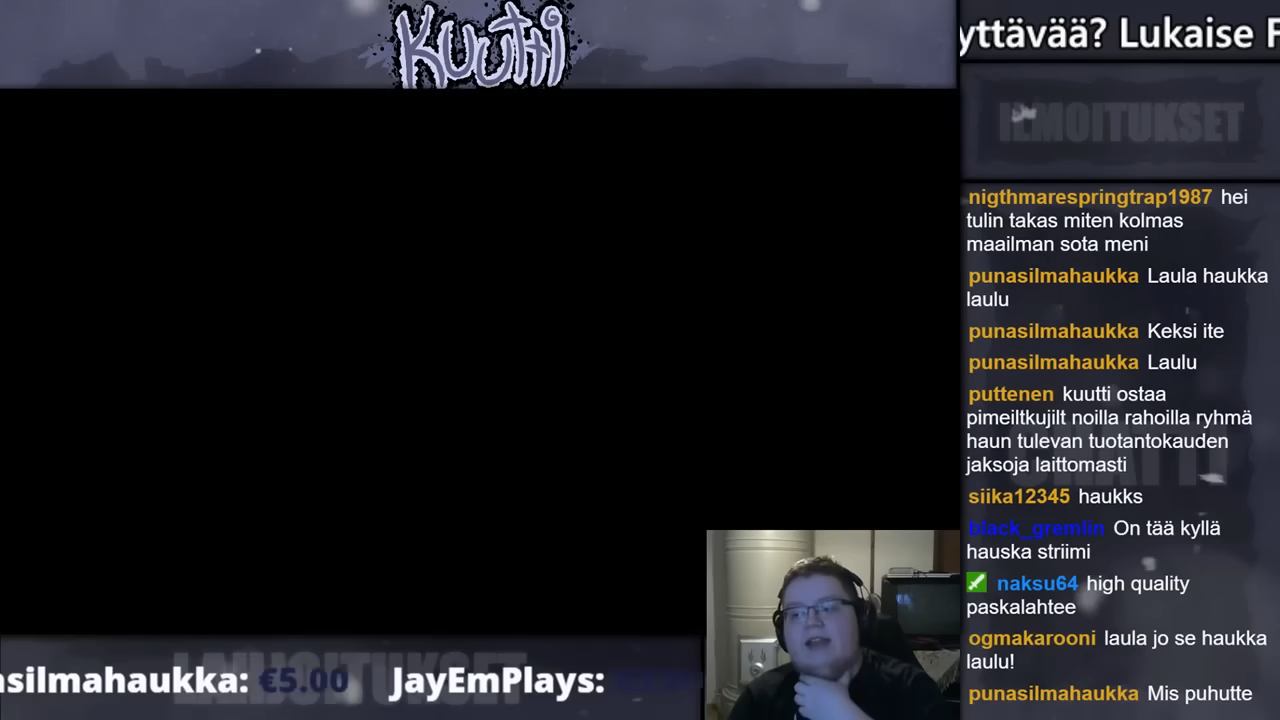 Kuutti
yttävää? Lukaise F
ILMOITUKSET
nigthmarespringtrap1987 hei
tulin takas miten kolmas
maailman sota meni
punasilmahaukka Laula haukka
laulu
punasilmahaukka Keksi ite
punasilmahaukka Laulu
puttenen kuutti ostaa
pimeiltkujilt noilla rahoilla ryhmä
haun tulevan tuotantokauden
jaksoja laittomasti
siika12345 haukks
black_gremlin On tää kyllä
hauska striimi
naksu64 high quality
paskalahtee
ogmakarooni laula jo se haukka
laulu!
punasilmahaukka Mis puhutte
CHATTI
LAHJOITUKSET
asilmahaukka: €5.00 JayEmPlays: